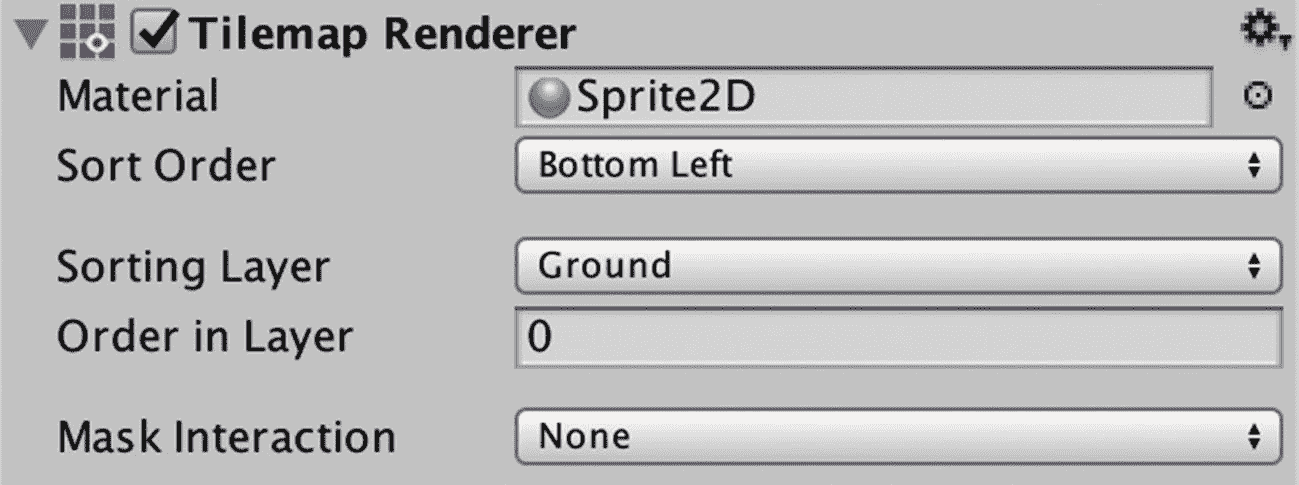 Tilemap Renderer
Material Sprite2D
Sort Order Bottom Left
Sorting Layer Ground
Order in Layer 0
Mask Interaction None